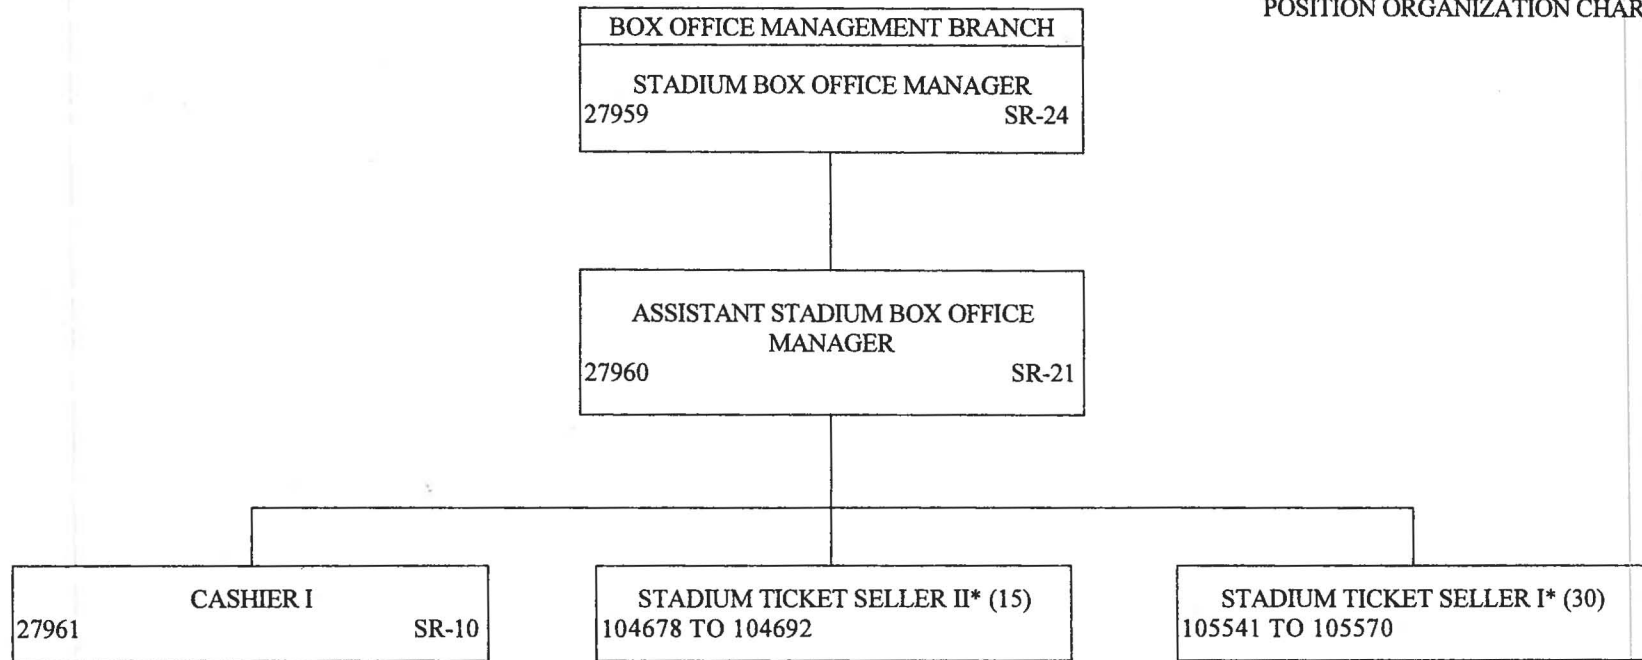 POSITION ORGANIZATION CHAR
BOX OFFICE MANAGEMENT BRANCH
STADIUM BOX OFFICE MANAGER
27959 SR-24
ASSISTANT STADIUM BOX OFFICE
MANAGER
27960 SR-21
CASHIER I
27961 SR-10
STADIUM TICKET SELLER II* (15)
104678 TO 104692
STADIUM TICKET SELLER I* (30)
105541 TO 105570